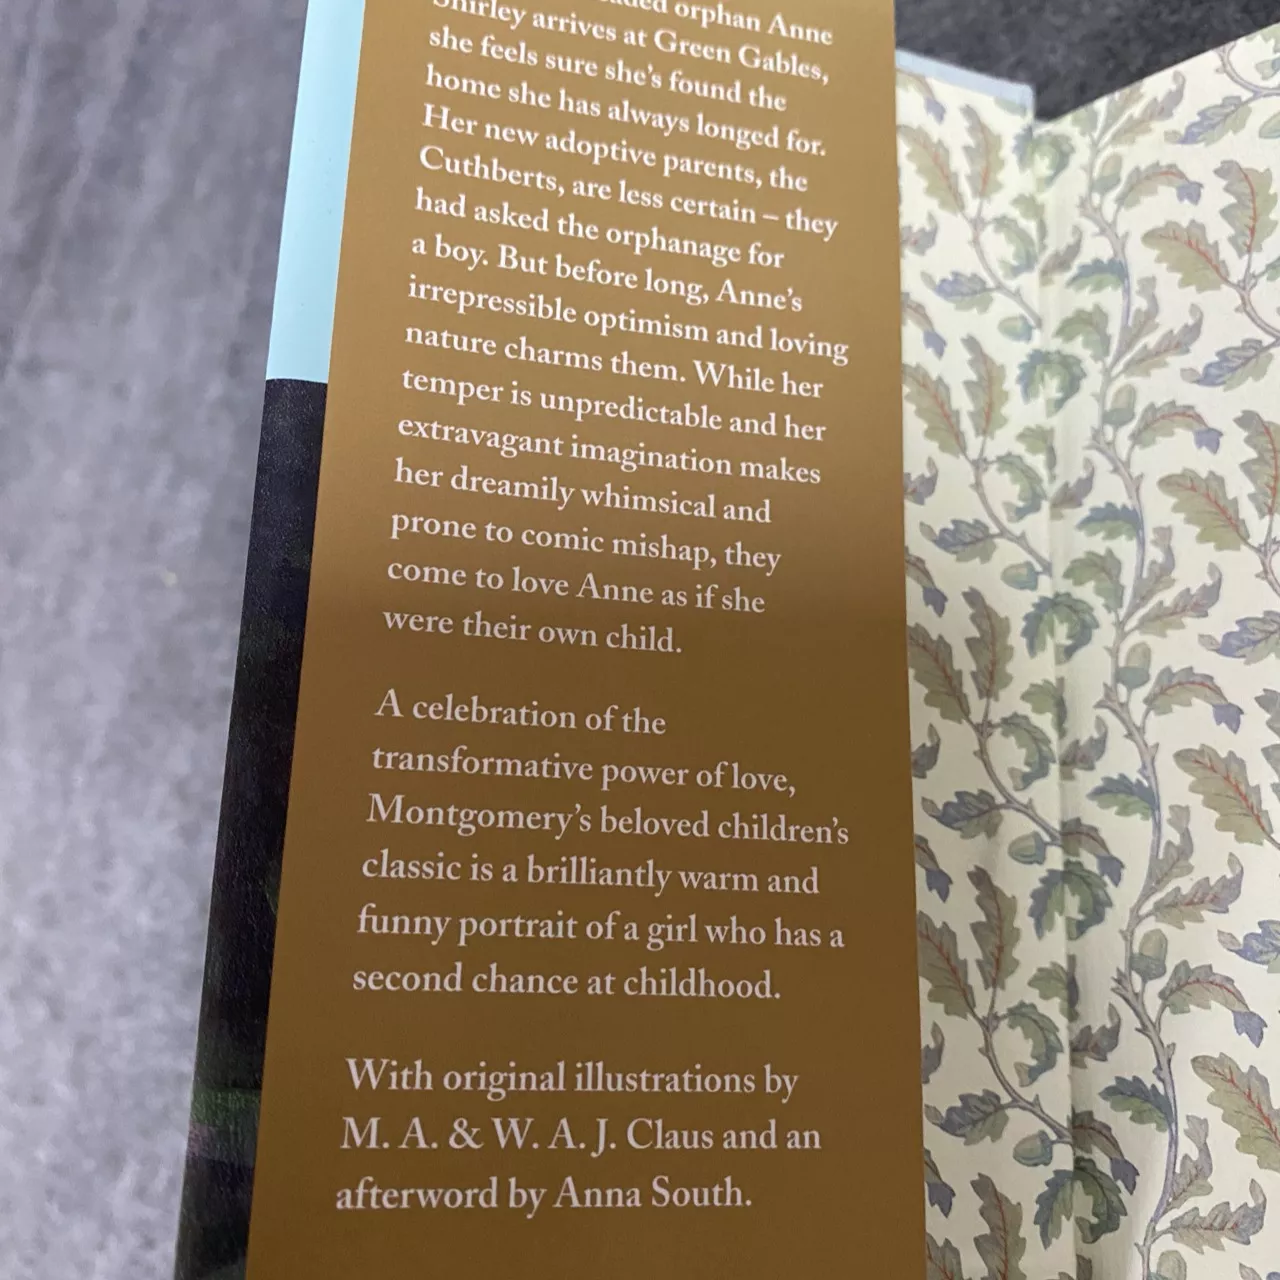 orphan Anne
Shirley arrives at Green Gables,
she feels sure she's found the
home she has always longed for.
Her new adoptive parents, the
Cuthberts, are less certain – they
had asked the orphanage for
a boy. But before long, Anne's
irrepressible optimism and loving
nature charms them. While her
temper is unpredictable and her
extravagant imagination makes
her dreamily whimsical and
prone to comic mishap, they
come to love Anne as if she
were their own child.
A celebration of the
transformative power of love,
Montgomery's beloved children's
classic is a brilliantly warm and
funny portrait of a girl who has a
second chance at childhood.
With original illustrations by
M. A. & W. A. J. Claus and an
afterword by Anna South.